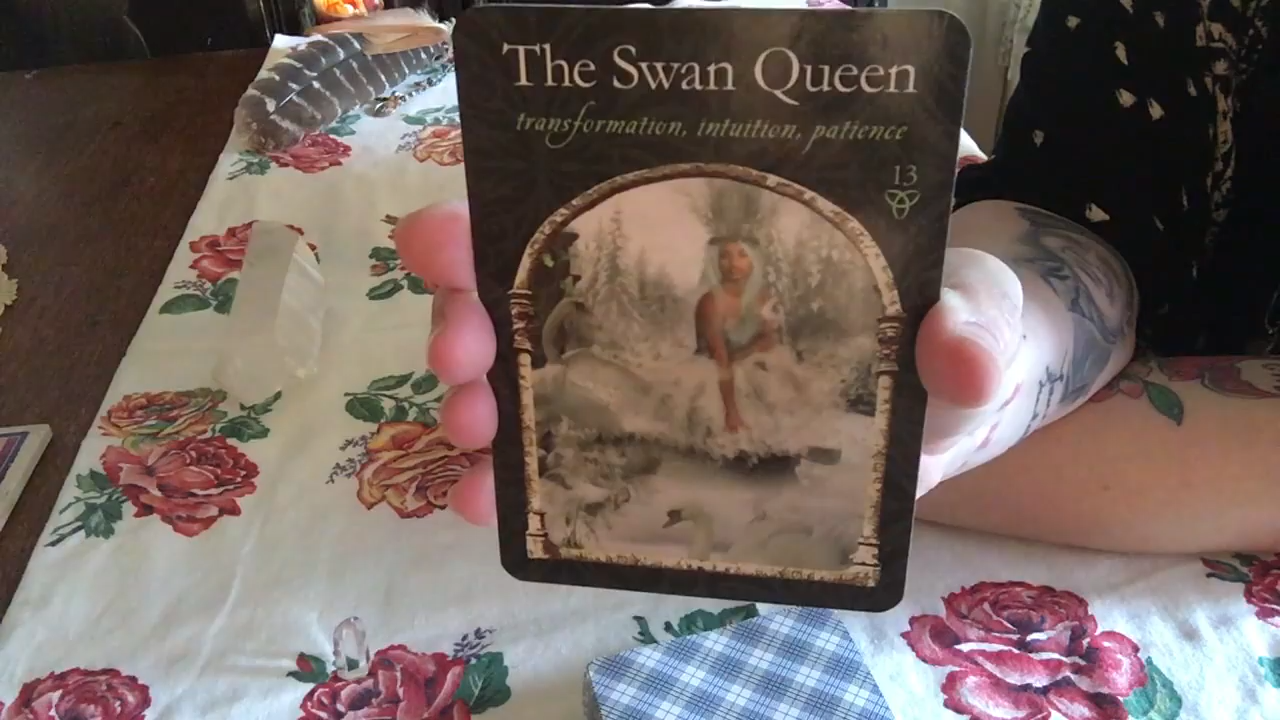 The Swan Queen
transformation, intuition, patience
13